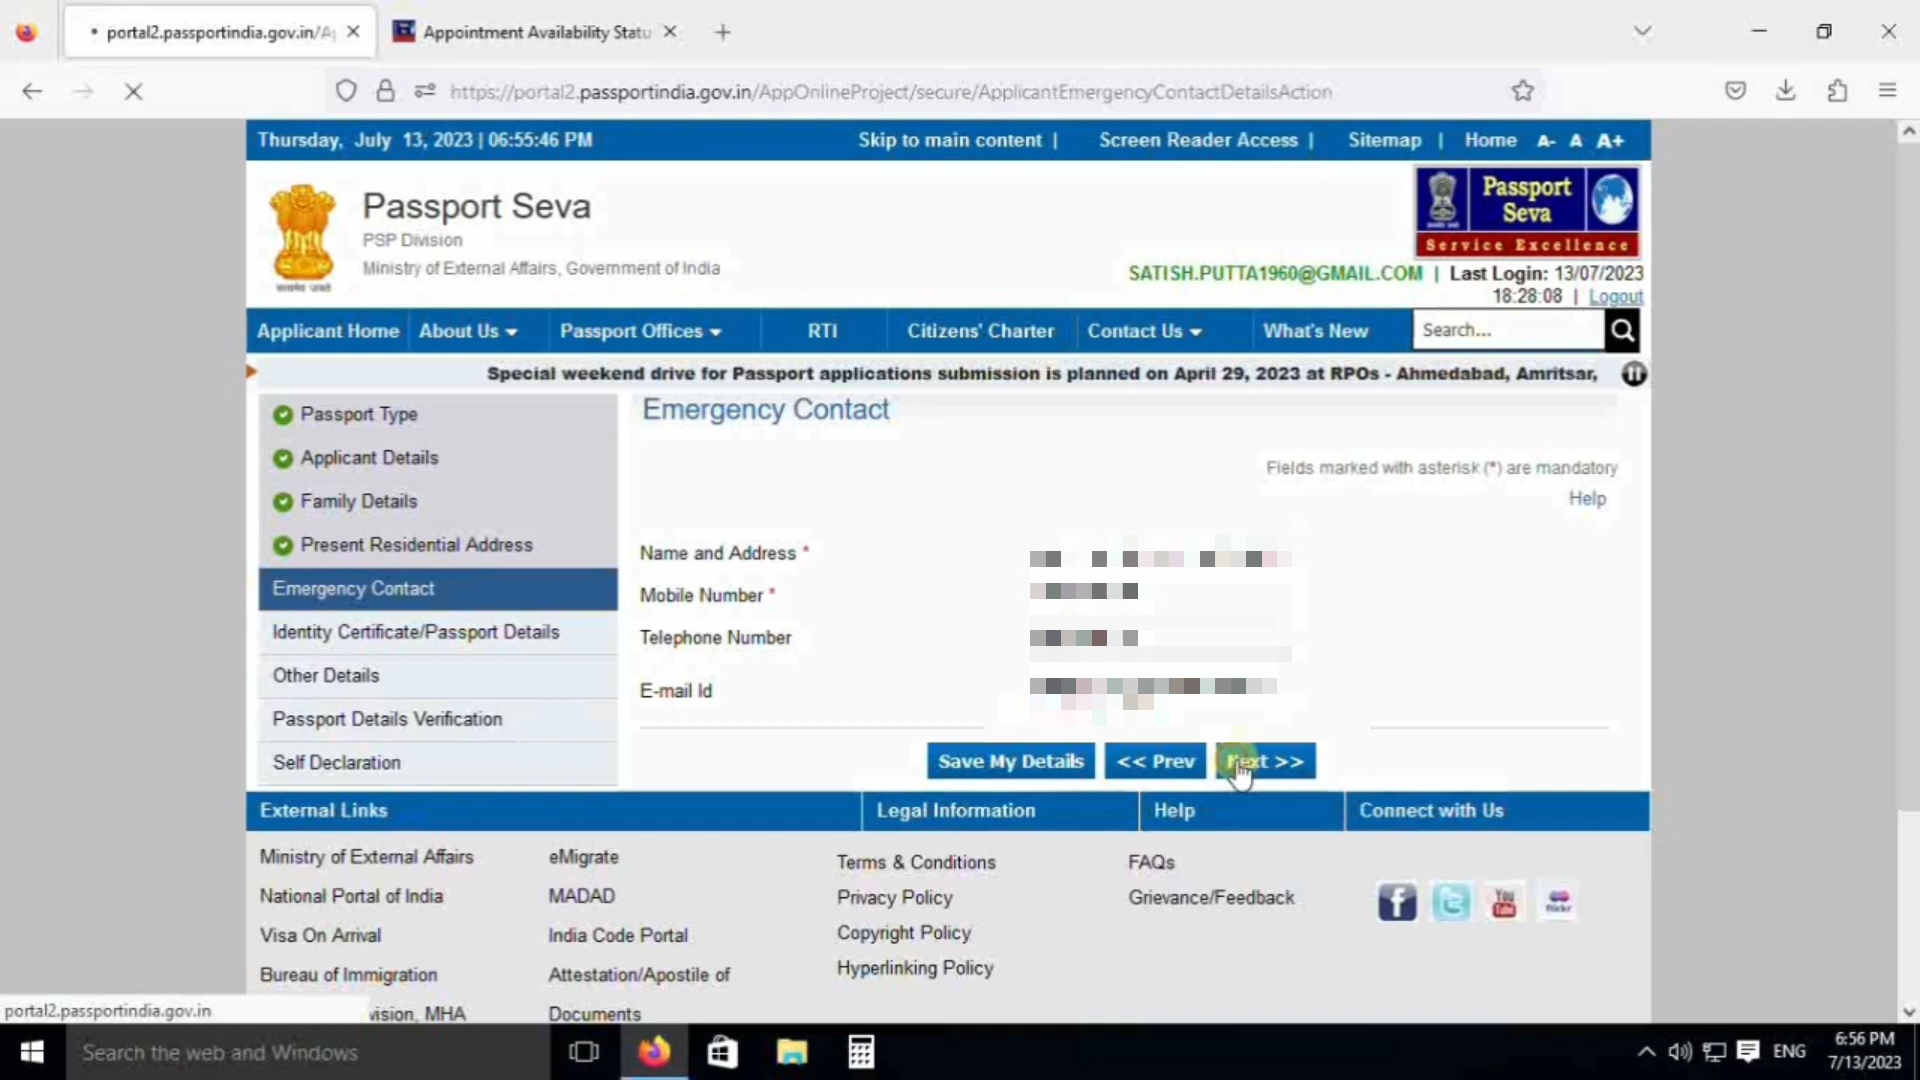 portal2.passportindia.gov.in/A
Appointment Availability Statu
https://portal2.passportindia.gov.in/AppOnlineProject/secure/ApplicantEmergencyContactDetailsAction
Thursday, July 13, 2023 | 06:55:46 PM
Skip to main content |
Screen Reader Access |
Sitemap |
Home
A- A A+
Passport Seva
PSP Division
Ministry of External Affairs, Government of India
सत्यमेव जयते
Passport
Seva
Service Excellence
SATISH.PUTTA1960@GMAIL.COM | Last Login: 13/07/2023
18:28:08 | Logout
Applicant Home
About Us
Passport Offices
RTI
Citizens' Charter
Contact Us
What's New
Search...
Special weekend drive for Passport applications submission is planned on April 29, 2023 at RPOs - Ahmedabad, Amritsar,
Passport Type
Applicant Details
Family Details
Present Residential Address
Emergency Contact
Identity Certificate/Passport Details
Other Details
Passport Details Verification
Self Declaration
Emergency Contact
Fields marked with asterisk (*) are mandatory
Help
Name and Address *
Mobile Number *
Telephone Number
E-mail Id
Save My Details
<< Prev
Next >>
External Links
Legal Information
Help
Connect with Us
Ministry of External Affairs
National Portal of India
Visa On Arrival
Bureau of Immigration
vision, MHA
eMigrate
MADAD
India Code Portal
Attestation/Apostile of
Documents
Terms & Conditions
Privacy Policy
Copyright Policy
Hyperlinking Policy
FAQs
Grievance/Feedback
f
You
Tube
flickr
portal2.passportindia.gov.in
Search the web and Windows
ENG
6:56 PM
7/13/2023